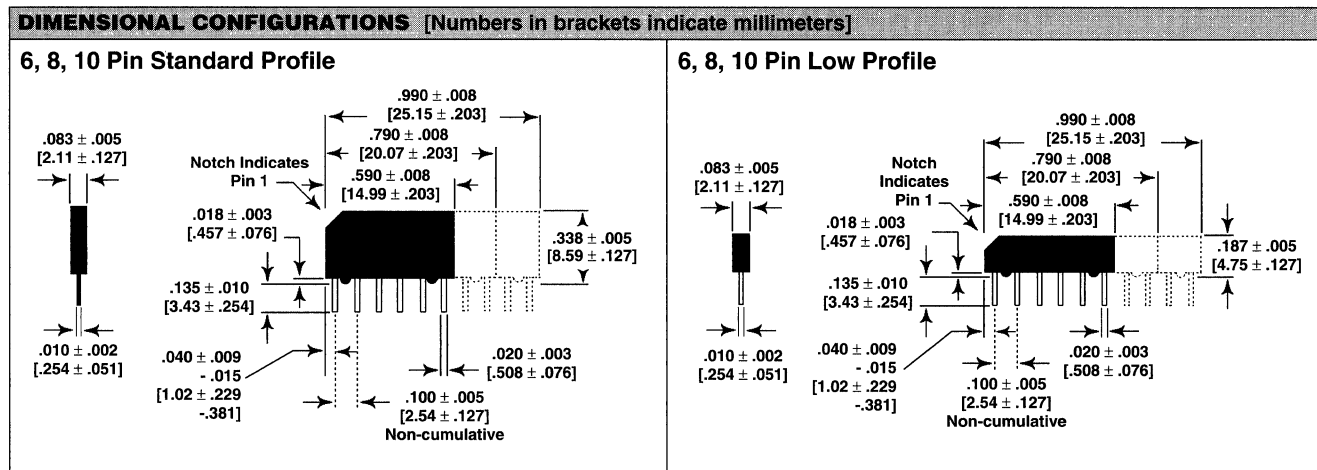 DIMENSIONAL CONFIGURATIONS [Numbers in brackets indicate millimeters]
6, 8, 10 Pin Standard Profile
.990 ± .008
[25.15 ± .203]
.083 ± .005
[2.11 ± .127]
.790 ± .008
[20.07 ± .203]
Notch Indicates
Pin 1
.590 ± .008
[14.99 ± .203]
.018 ± .003
[.457 ± .076]
.338 ± .005
[8.59 ± .127]
.135 ± .010
[3.43 ± .254]
.010 ± .002
[.254 ± .051]
.040 ± .009
- .015
[1.02 ± .229
-.381]
.020 ± .003
[.508 ± .076]
.100 ± .005
[2.54 ± .127]
Non-cumulative
6, 8, 10 Pin Low Profile
.990 ± .008
[25.15 ± .203]
.083 ± .005
[2.11 ± .127]
Notch
Indicates
Pin 1
.790 ± .008
[20.07 ± .203]
.590 ± .008
[14.99 ± .203]
.018 ± .003
[.457 ± .076]
.187 ± .005
[4.75 ± .127]
.135 ± .010
[3.43 ± .254]
.010 ± .002
[.254 ± .051]
.040 ± .009
- .015
[1.02 ± .229
-.381]
.020 ± .003
[.508 ± .076]
.100 ± .005
[2.54 ± .127]
Non-cumulative